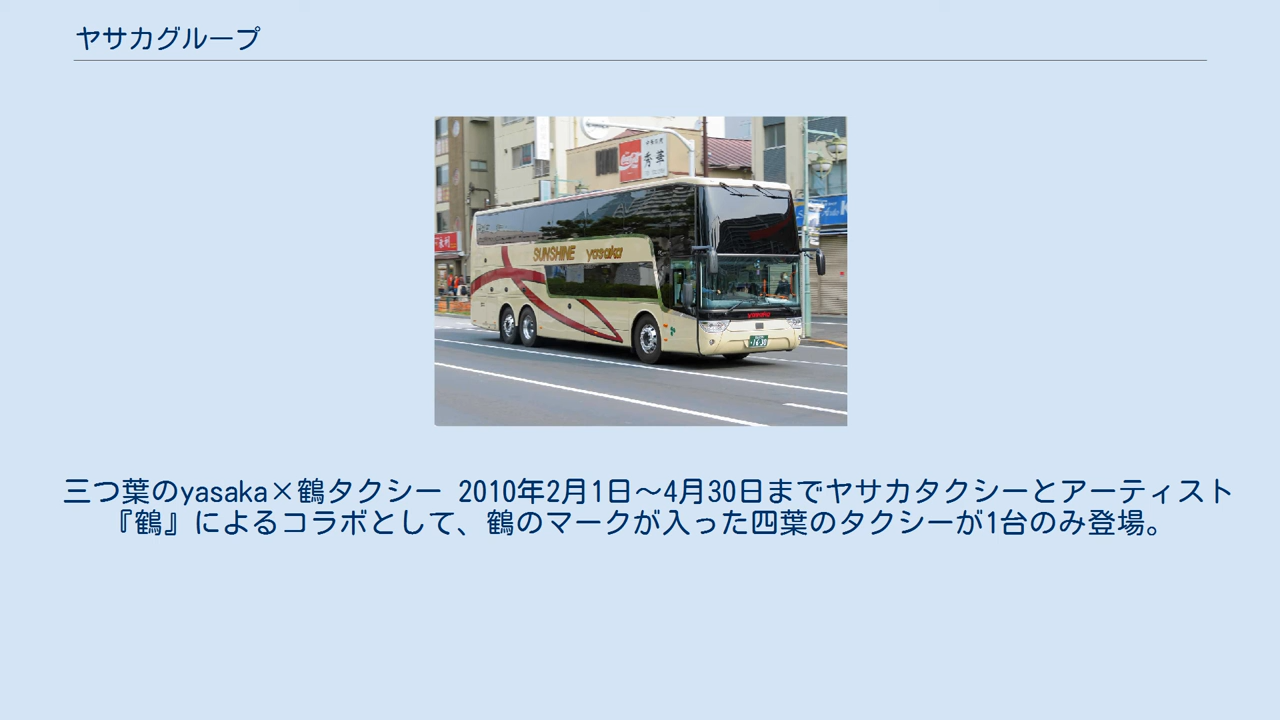 ヤサカグループ
Coca-Cola
秀華
SUNSHINE yasaka
三つ葉のyasaka×鶴タクシー 2010年2月1日～4月30日までヤサカタクシーとアーティスト
『鶴』によるコラボとして、鶴のマークが入った四葉のタクシーが1台のみ登場。